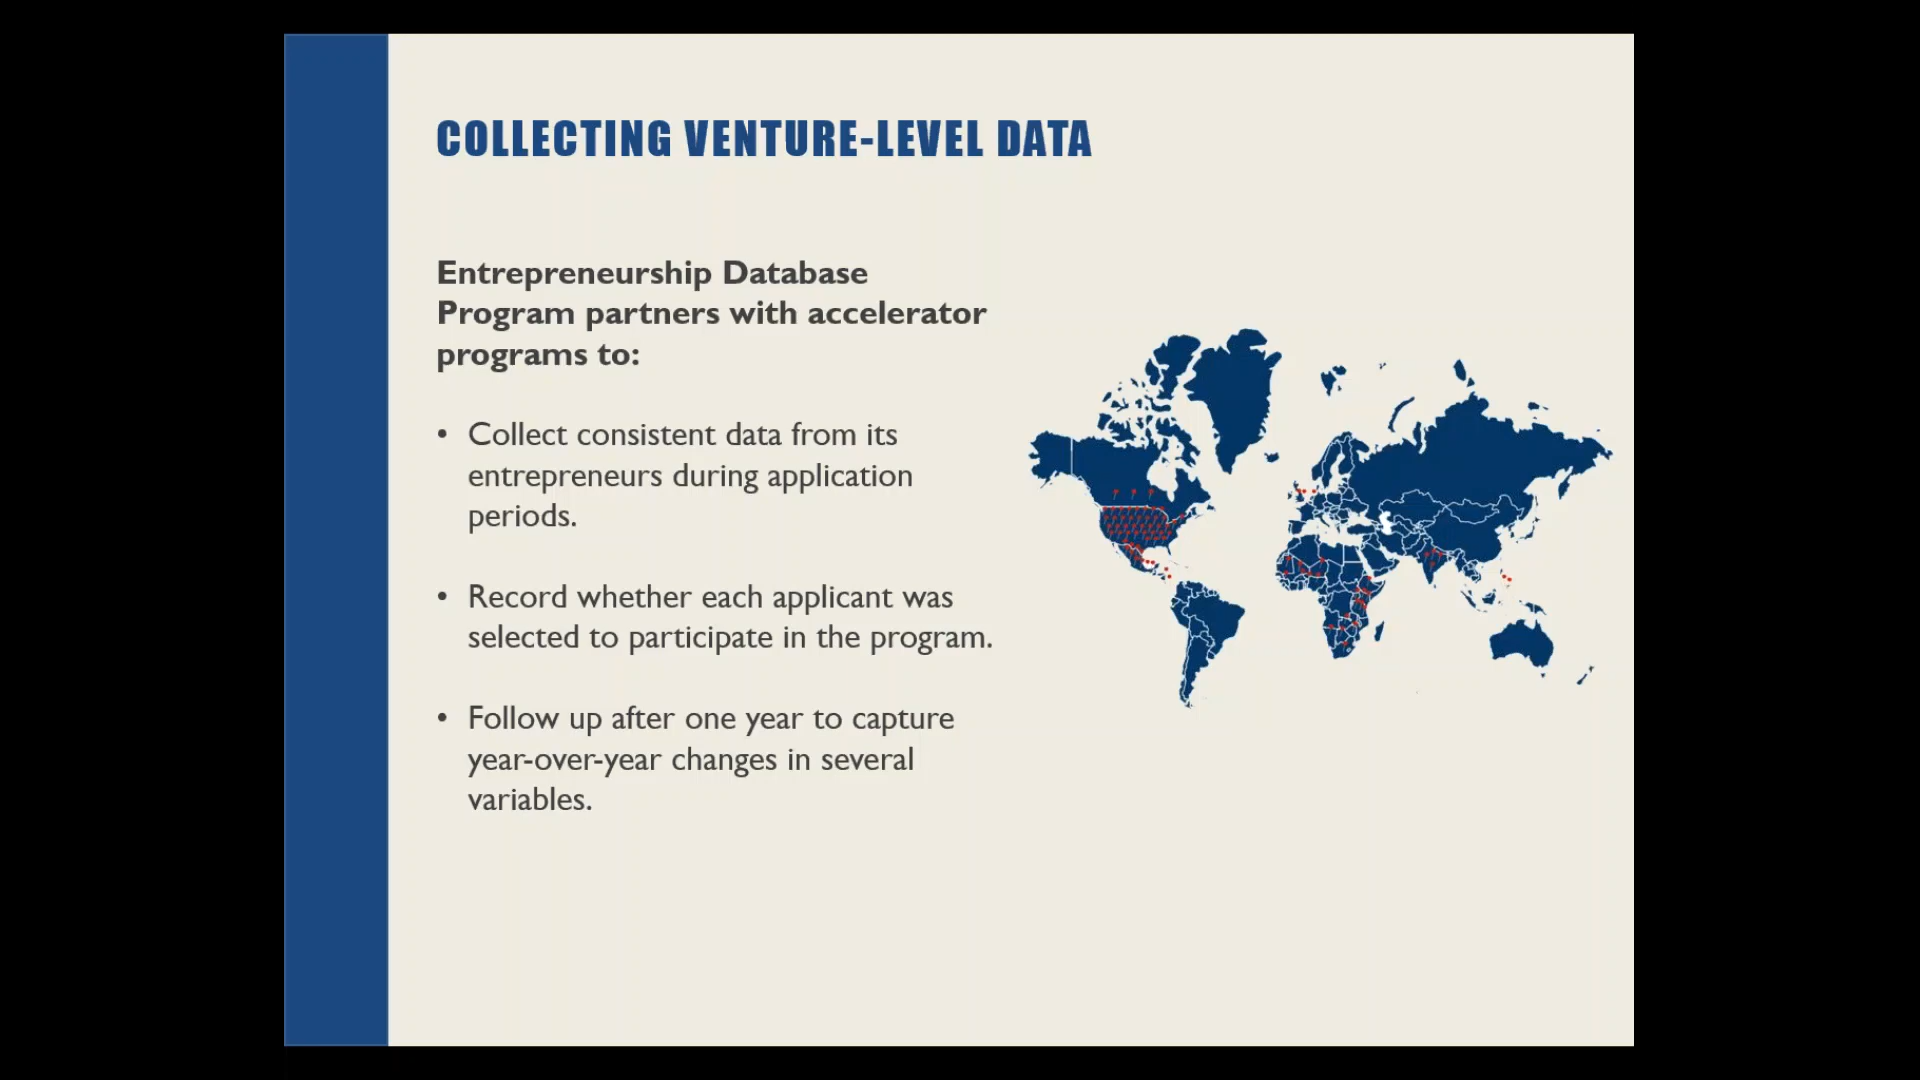 COLLECTING VENTURE-LEVEL DATA
Entrepreneurship Database
Program partners with accelerator
programs to:
• Collect consistent data from its
entrepreneurs during application
periods.
• Record whether each applicant was
selected to participate in the program.
• Follow up after one year to capture
year-over-year changes in several
variables.